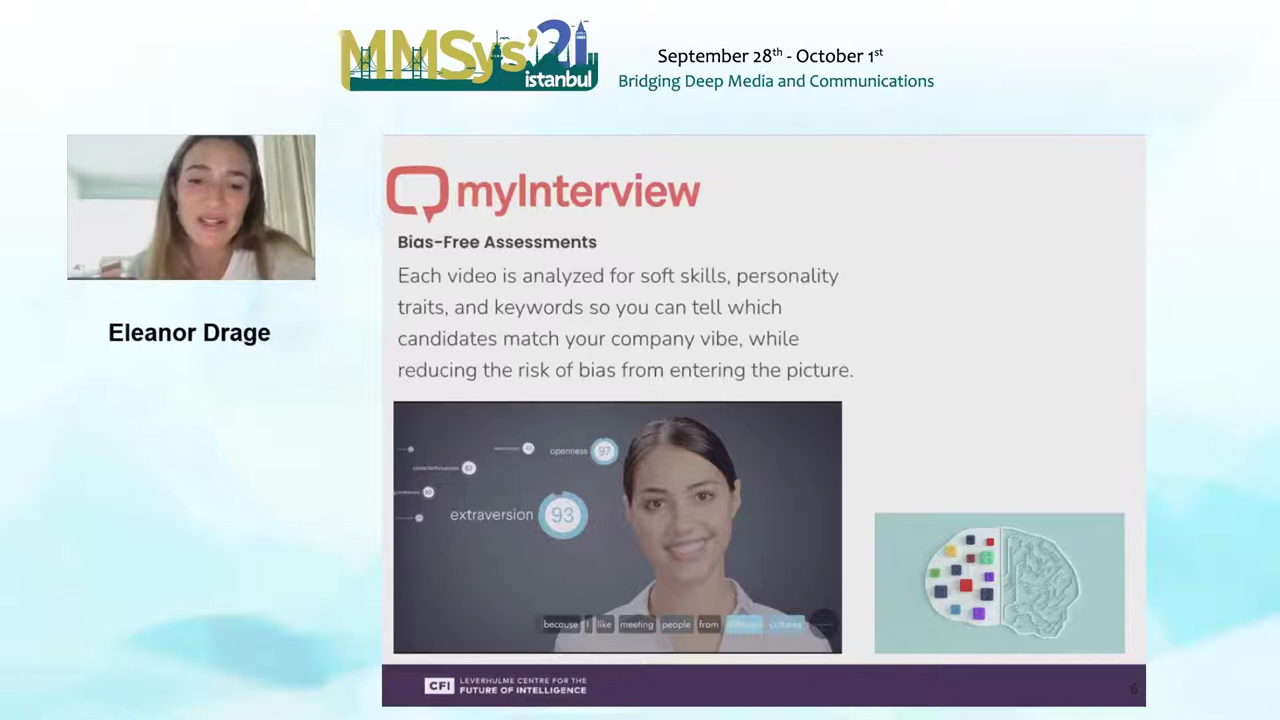 MMSys'21
istanbul
September 28th - October 1st
Bridging Deep Media and Communications
Eleanor Drage
myInterview
Bias-Free Assessments
Each video is analyzed for soft skills, personality
traits, and keywords so you can tell which
candidates match your company vibe, while
reducing the risk of bias from entering the picture.
openness 97
extraversion 93
because I like meeting people from
CFI
LEVERHULME CENTRE FOR THE
FUTURE OF INTELLIGENCE
6